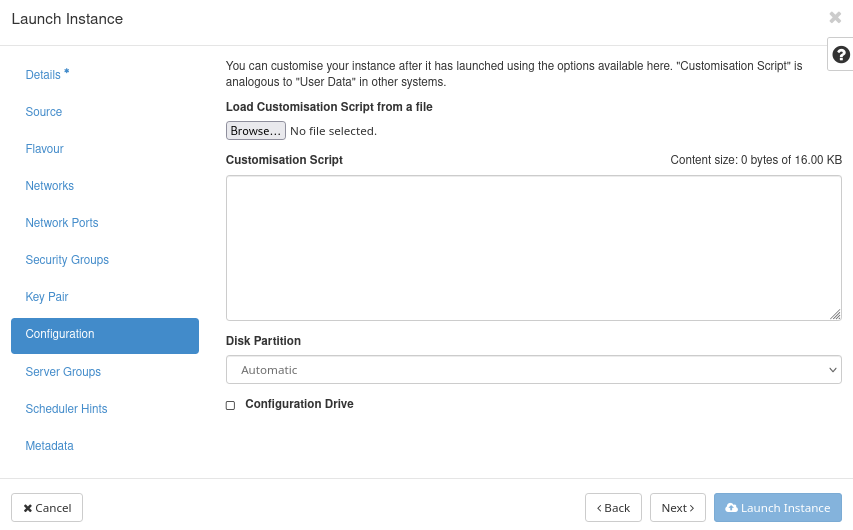 Launch Instance
Details *
Source
Flavour
Networks
Network Ports
Security Groups
Key Pair
Configuration
Server Groups
Scheduler Hints
Metadata
You can customise your instance after it has launched using the options available here. "Customisation Script" is
analogous to "User Data" in other systems.
Load Customisation Script from a file
Browse... No file selected.
Customisation Script Content size: 0 bytes of 16.00 KB
Disk Partition
Automatic
Configuration Drive
Cancel Back Next Launch Instance